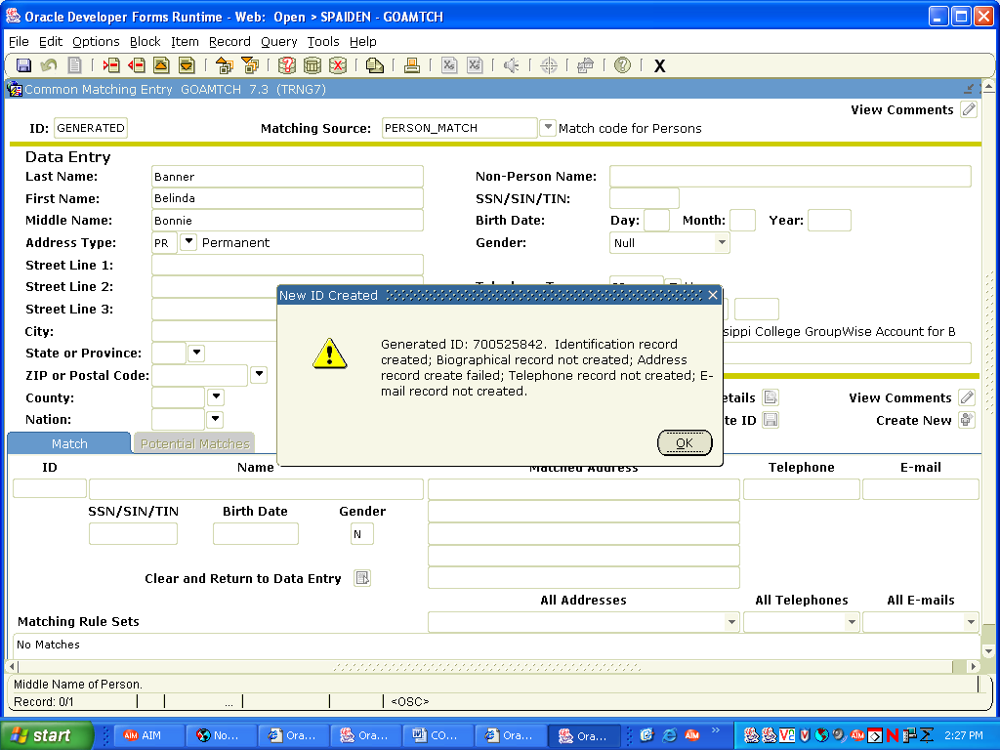 Oracle Developer Forms Runtime - Web: Open > SPAIDEN - GOAMTCH
File Edit Options Block Item Record Query Tools Help
Common Matching Entry GOAMTCH 7.3 (TRNG7)
View Comments
ID: GENERATED Matching Source: PERSON_MATCH Match code for Persons
Data Entry
Last Name: Banner Non-Person Name:
First Name: Belinda SSN/SIN/TIN:
Middle Name: Bonnie Birth Date: Day: Month: Year:
Address Type: PR Permanent Gender: Null
Street Line 1:
Street Line 2:
Street Line 3:
City: sippi College GroupWise Account for B
State or Province:
ZIP or Postal Code:
County: etails View Comments
Nation: te ID Create New
New ID Created
Generated ID: 700525842. Identification record
created; Biographical record not created; Address
record create failed; Telephone record not created; E-
mail record not created.
OK
Match Potential Matches
ID Name Matched Address Telephone E-mail
SSN/SIN/TIN Birth Date Gender
N
Clear and Return to Data Entry
All Addresses All Telephones All E-mails
Matching Rule Sets
No Matches
Middle Name of Person.
Record: 0/1 ... <OSC>
start AIM No... Ora... Ora... CO... Ora... Ora... 2:27 PM